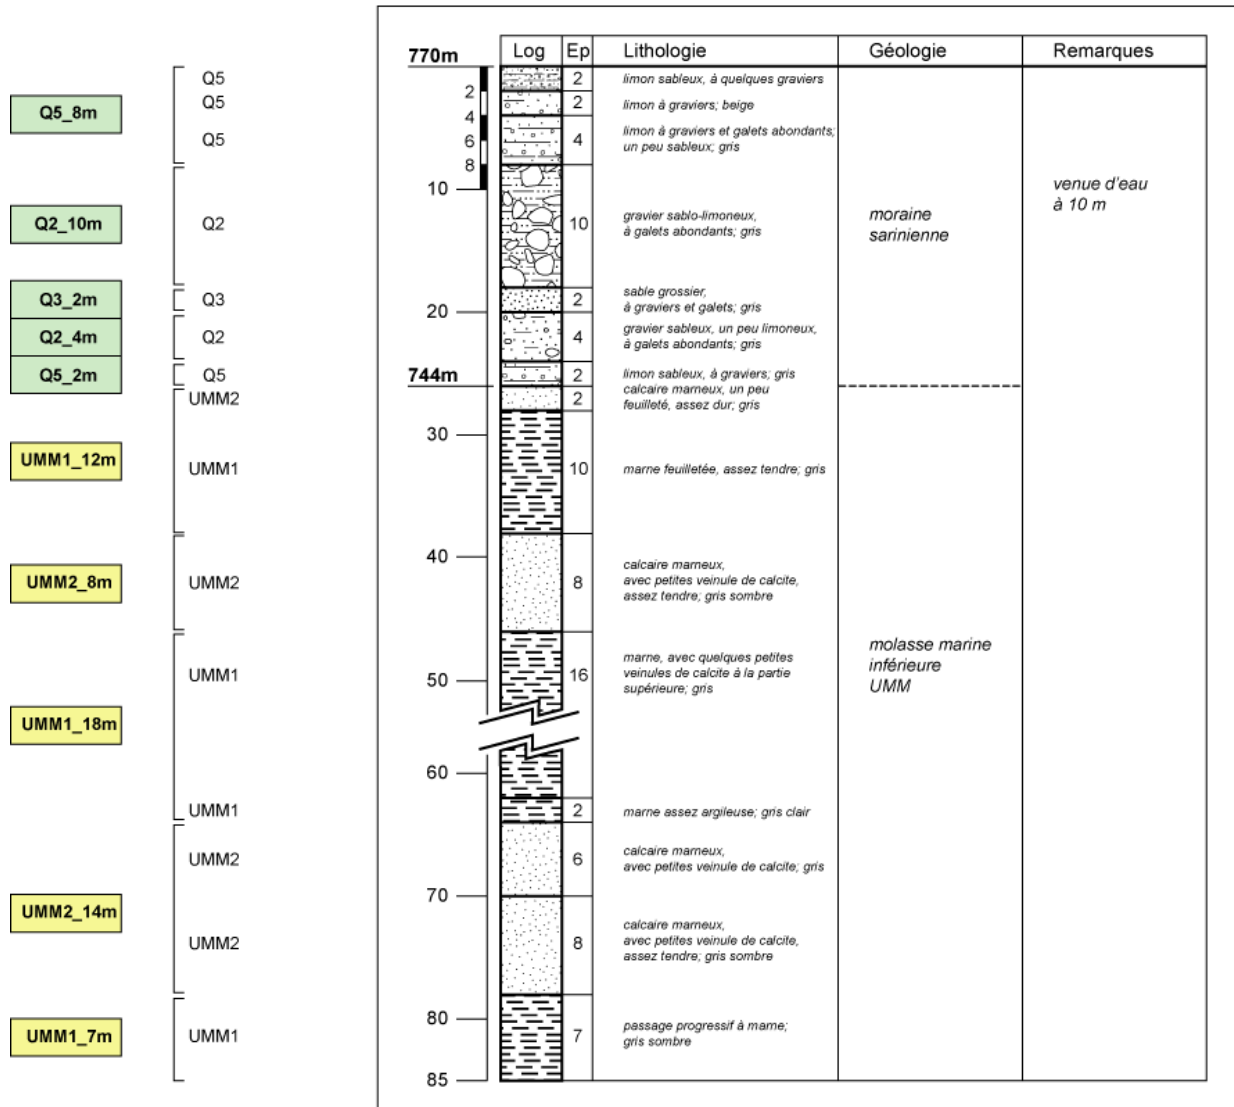 770m
Log Ep Lithologie Géologie Remarques
Q5 2 limon sableux, à quelques graviers
2
Q5 2 limon à graviers; beige
Q5_8m
4
Q5 4 limon à graviers et galets abondants;
6 un peu sableux; gris
8
10
venue d'eau
à 10 m
Q2_10m Q2 10 gravier sablo-limoneux,
à galets abondants; gris
moraine
sarinienne
Q3_2m Q3 2 sable grossier,
à graviers et galets; gris
20
Q2_4m Q2 4 gravier sableux, un peu limoneux,
à galets abondants; gris
Q5_2m Q5 744m 2 limon sableux, à graviers; gris
UMM2 2 calcaire marneux, un peu
feuilleté, assez dur; gris
30
UMM1_12m UMM1 10 marne feuilletée, assez tendre; gris
40
UMM2_8m UMM2 8 calcaire marneux,
avec petites veinule de calcite,
assez tendre; gris sombre
UMM1 16 marne, avec quelques petites
veinules de calcite à la partie
supérieure; gris
50
molasse marine
inférieure
UMM
UMM1_18m
60
UMM1 2 marne assez argileuse; gris clair
UMM2 6 calcaire marneux,
avec petites veinule de calcite; gris
70
UMM2_14m
UMM2 8 calcaire marneux,
avec petites veinule de calcite,
assez tendre; gris sombre
80
UMM1_7m UMM1 7 passage progressif à marne;
gris sombre
85